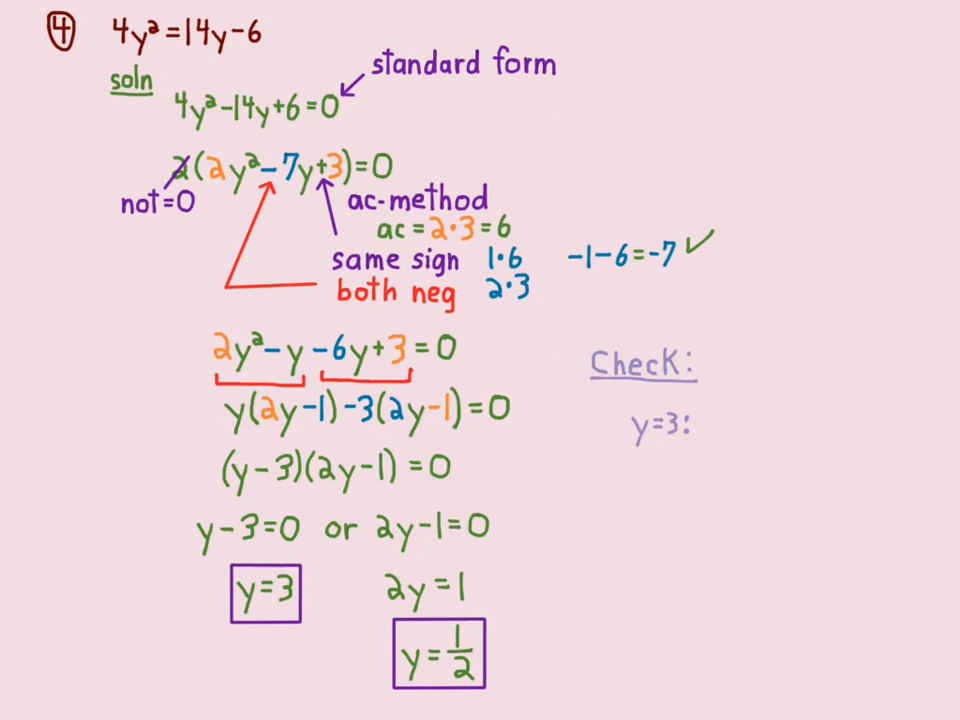 ④ 4y²=14y-6
soln
standard form
4y²-14y+6=0
2(2y²-7y+3)=0
not=0
ac-method
ac = 2·3=6
same sign 1·6 -1-6=-7 ✓
both neg 2·3
2y²-y-6y+3=0
y(2y-1)-3(2y-1)=0
(y-3)(2y-1)=0
y-3=0 or 2y-1=0
y=3 2y=1
y=1/2
Check:
y=3: